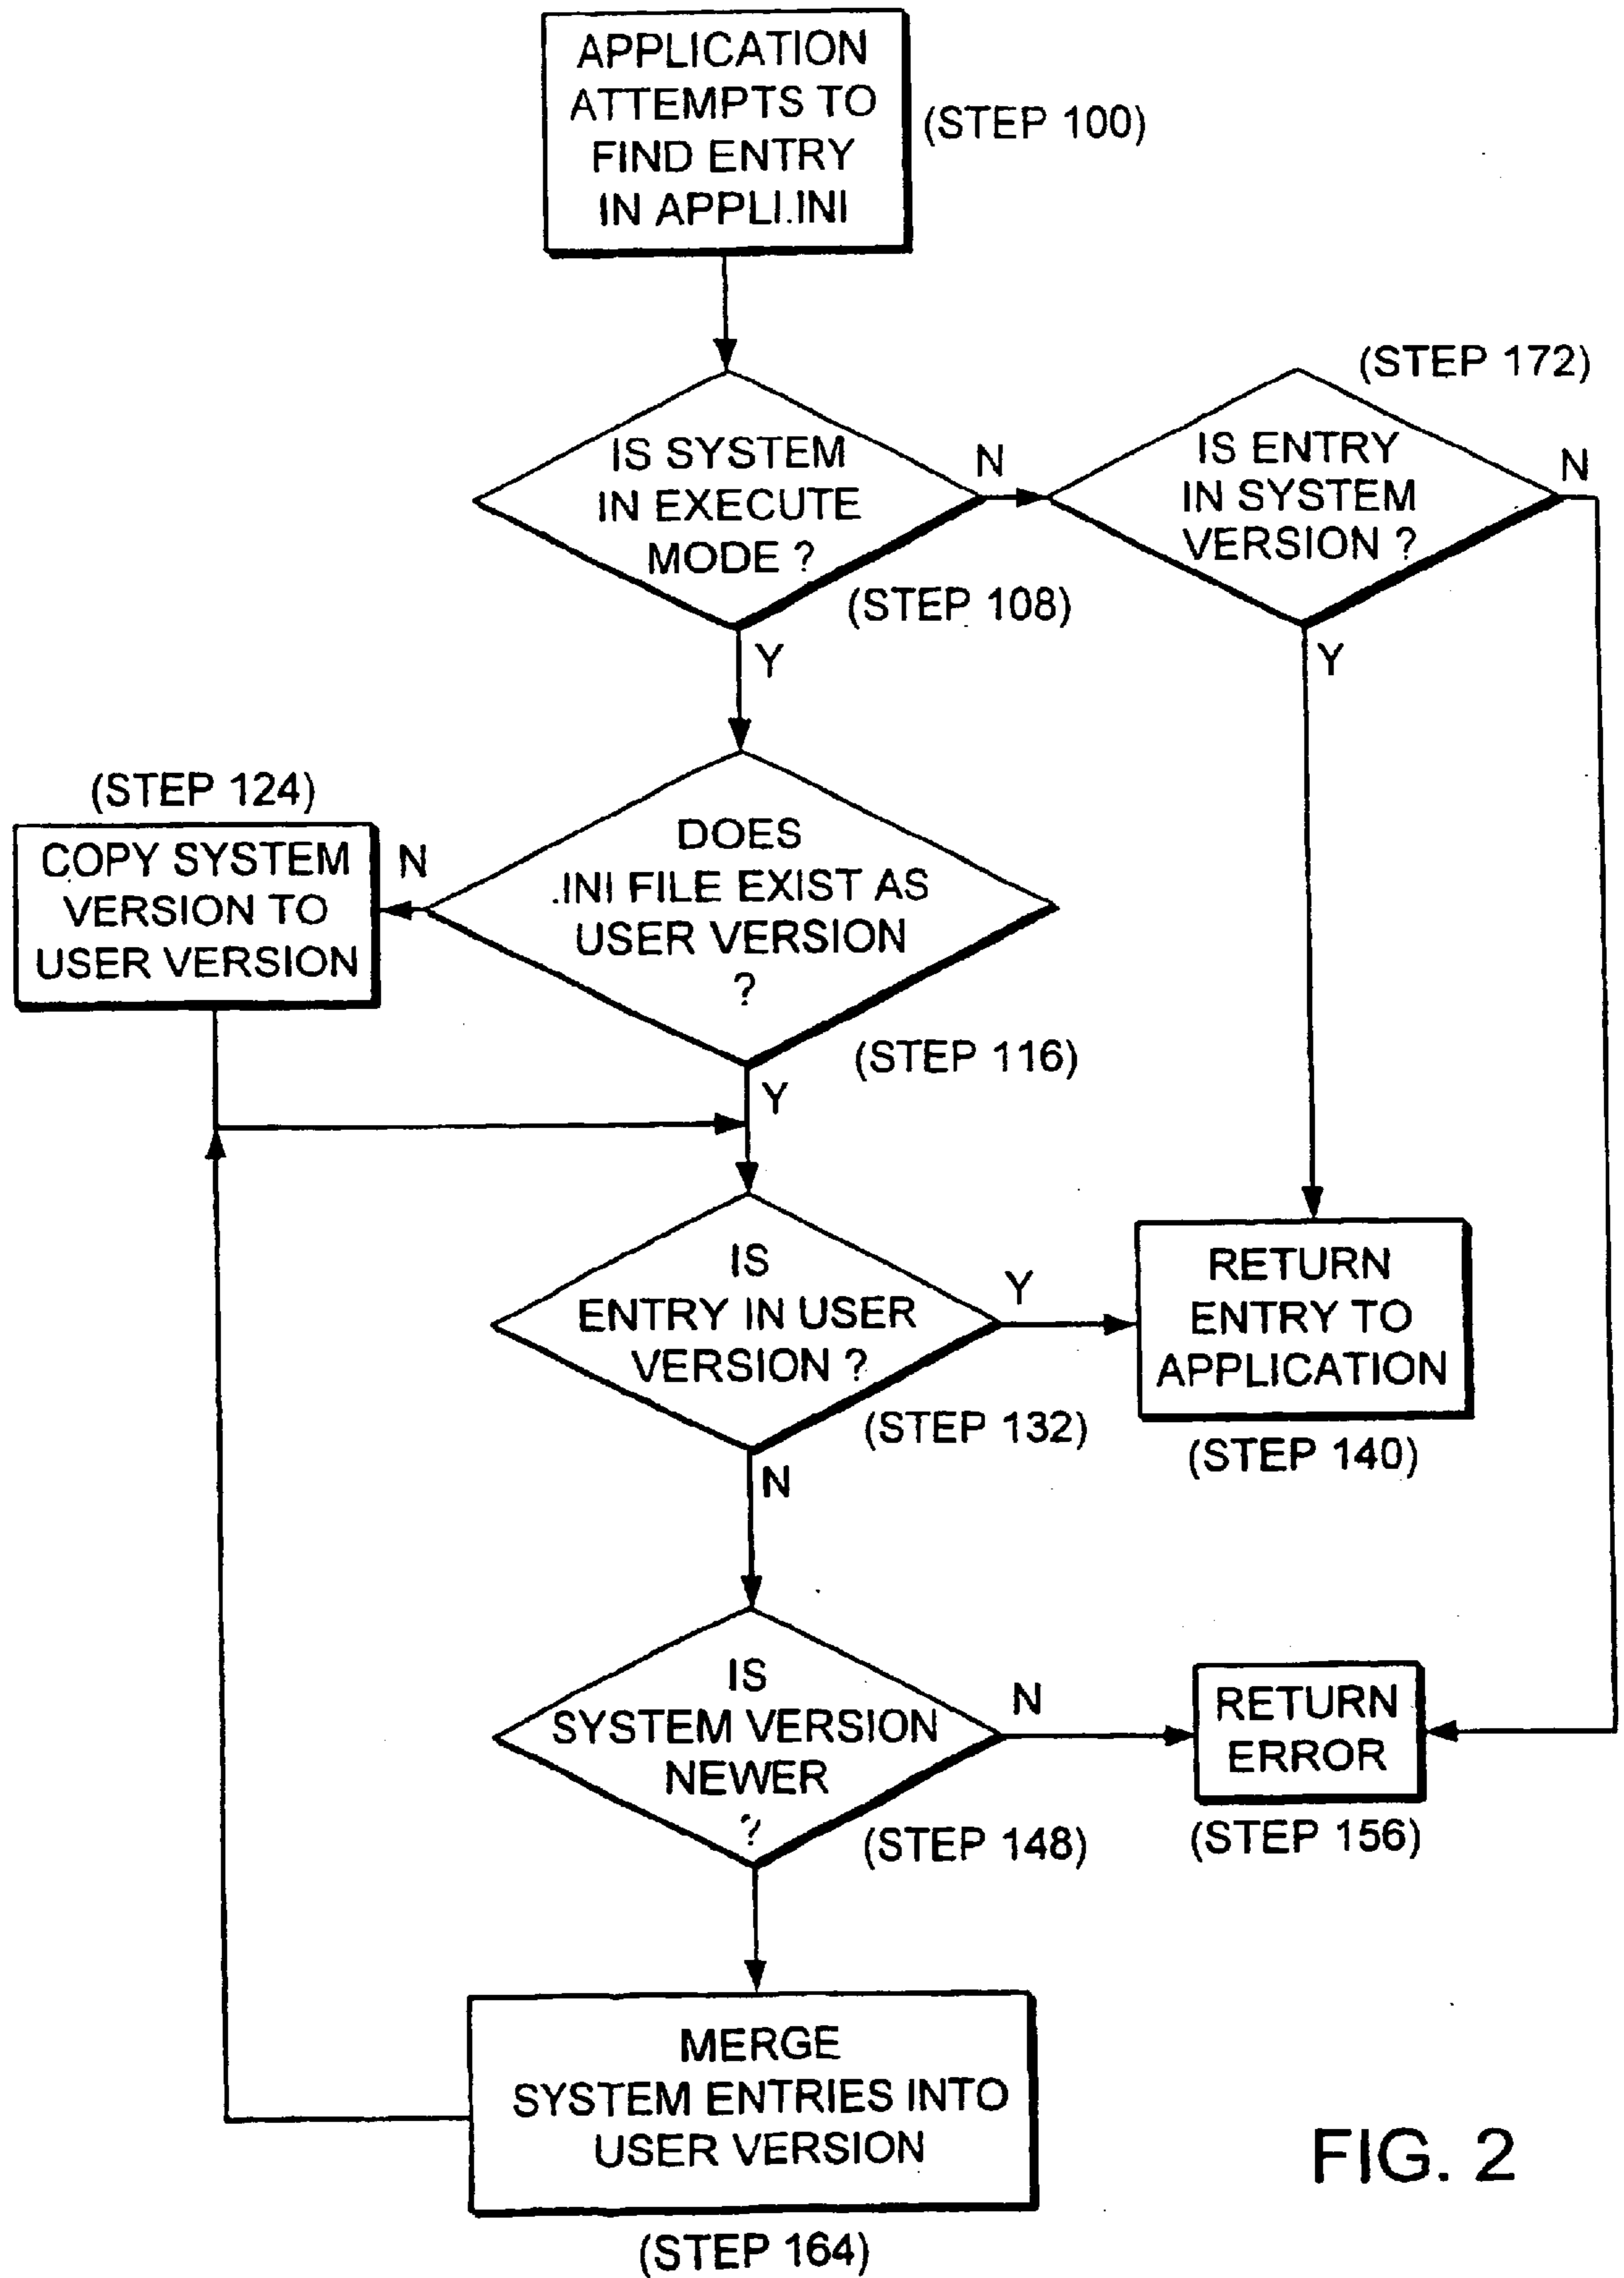 APPLICATION
ATTEMPTS TO
FIND ENTRY
IN APPLI.INI
(STEP 100)
(STEP 172)
IS SYSTEM
IN EXECUTE
MODE ?
N
(STEP 108)
Y
IS ENTRY
IN SYSTEM
VERSION ?
N
Y
(STEP 124)
COPY SYSTEM
VERSION TO
USER VERSION
N
DOES
.INI FILE EXIST AS
USER VERSION
?
(STEP 116)
Y
IS
ENTRY IN USER
VERSION ?
Y
(STEP 132)
N
RETURN
ENTRY TO
APPLICATION
(STEP 140)
IS
SYSTEM VERSION
NEWER
?
N
(STEP 148)
RETURN
ERROR
(STEP 156)
MERGE
SYSTEM ENTRIES INTO
USER VERSION
(STEP 164)
FIG. 2